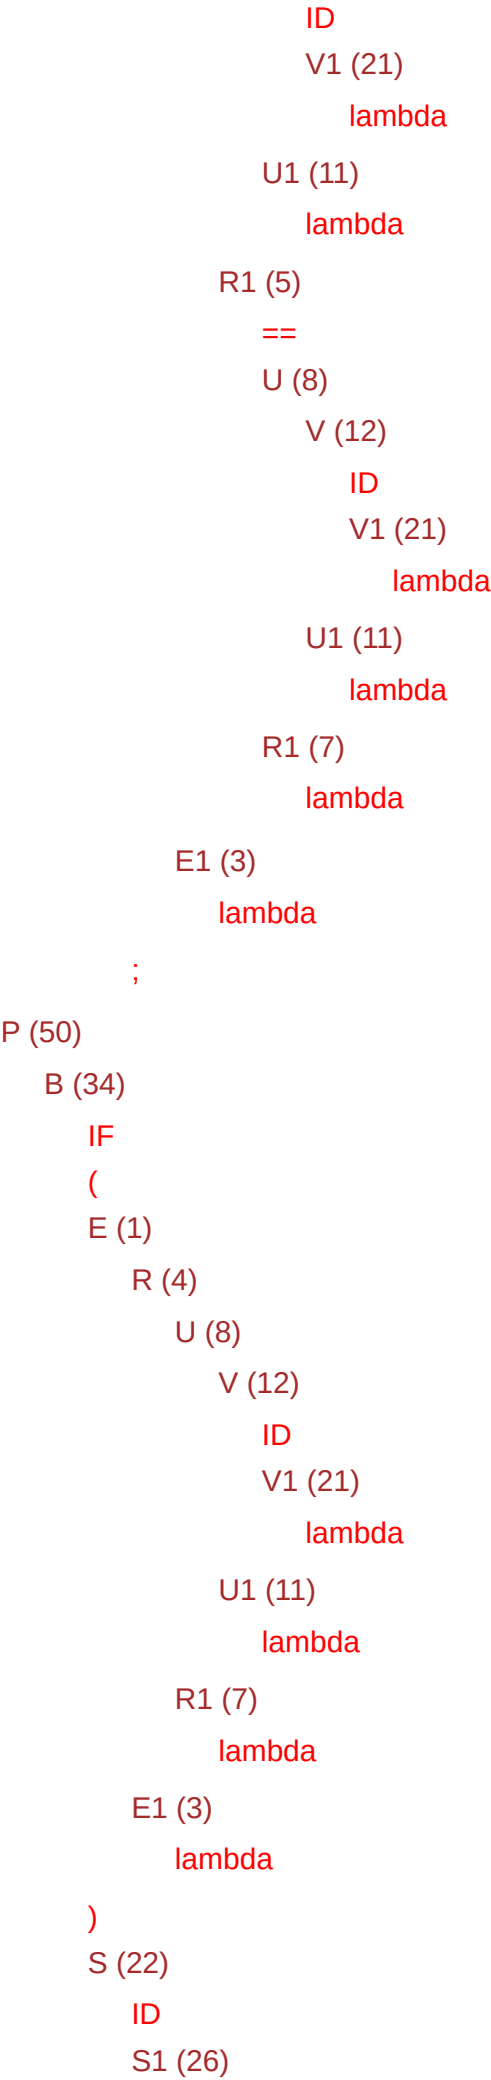 ID
V1 (21)
lambda
U1 (11)
lambda
R1 (5)
==
U (8)
V (12)
ID
V1 (21)
lambda
U1 (11)
lambda
R1 (7)
lambda
E1 (3)
lambda
;
P (50)
B (34)
IF
(
E (1)
R (4)
U (8)
V (12)
ID
V1 (21)
lambda
U1 (11)
lambda
R1 (7)
lambda
E1 (3)
lambda
)
S (22)
ID
S1 (26)